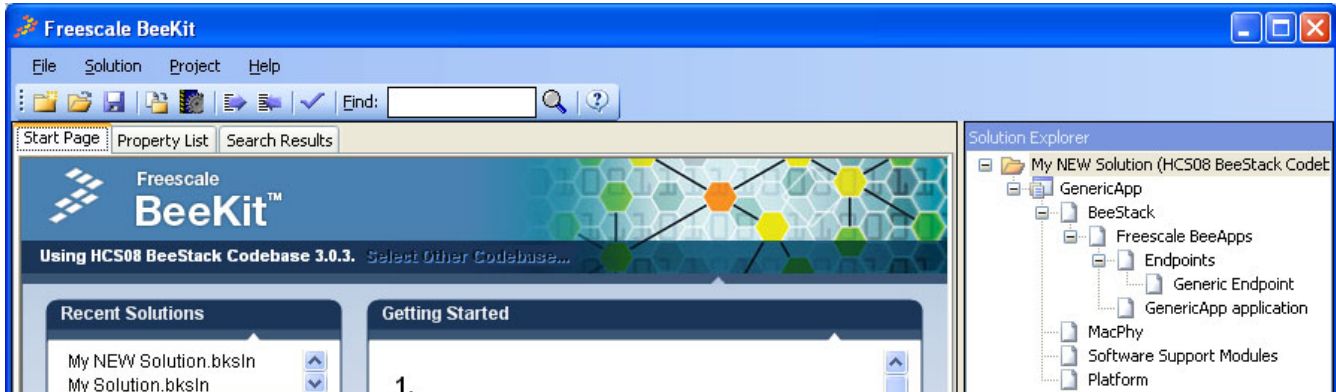 Freescale BeeKit
File Solution Project Help
Find:
Start Page Property List Search Results
Freescale
BeeKit™
Using HCS08 BeeStack Codebase 3.0.3. Select Other Codebase...
Recent Solutions
My NEW Solution.bksln
My Solution.bksln
Getting Started
1.
Solution Explorer
My NEW Solution (HCS08 BeeStack Codeb
GenericApp
BeeStack
Freescale BeeApps
Endpoints
Generic Endpoint
GenericApp application
MacPhy
Software Support Modules
Platform